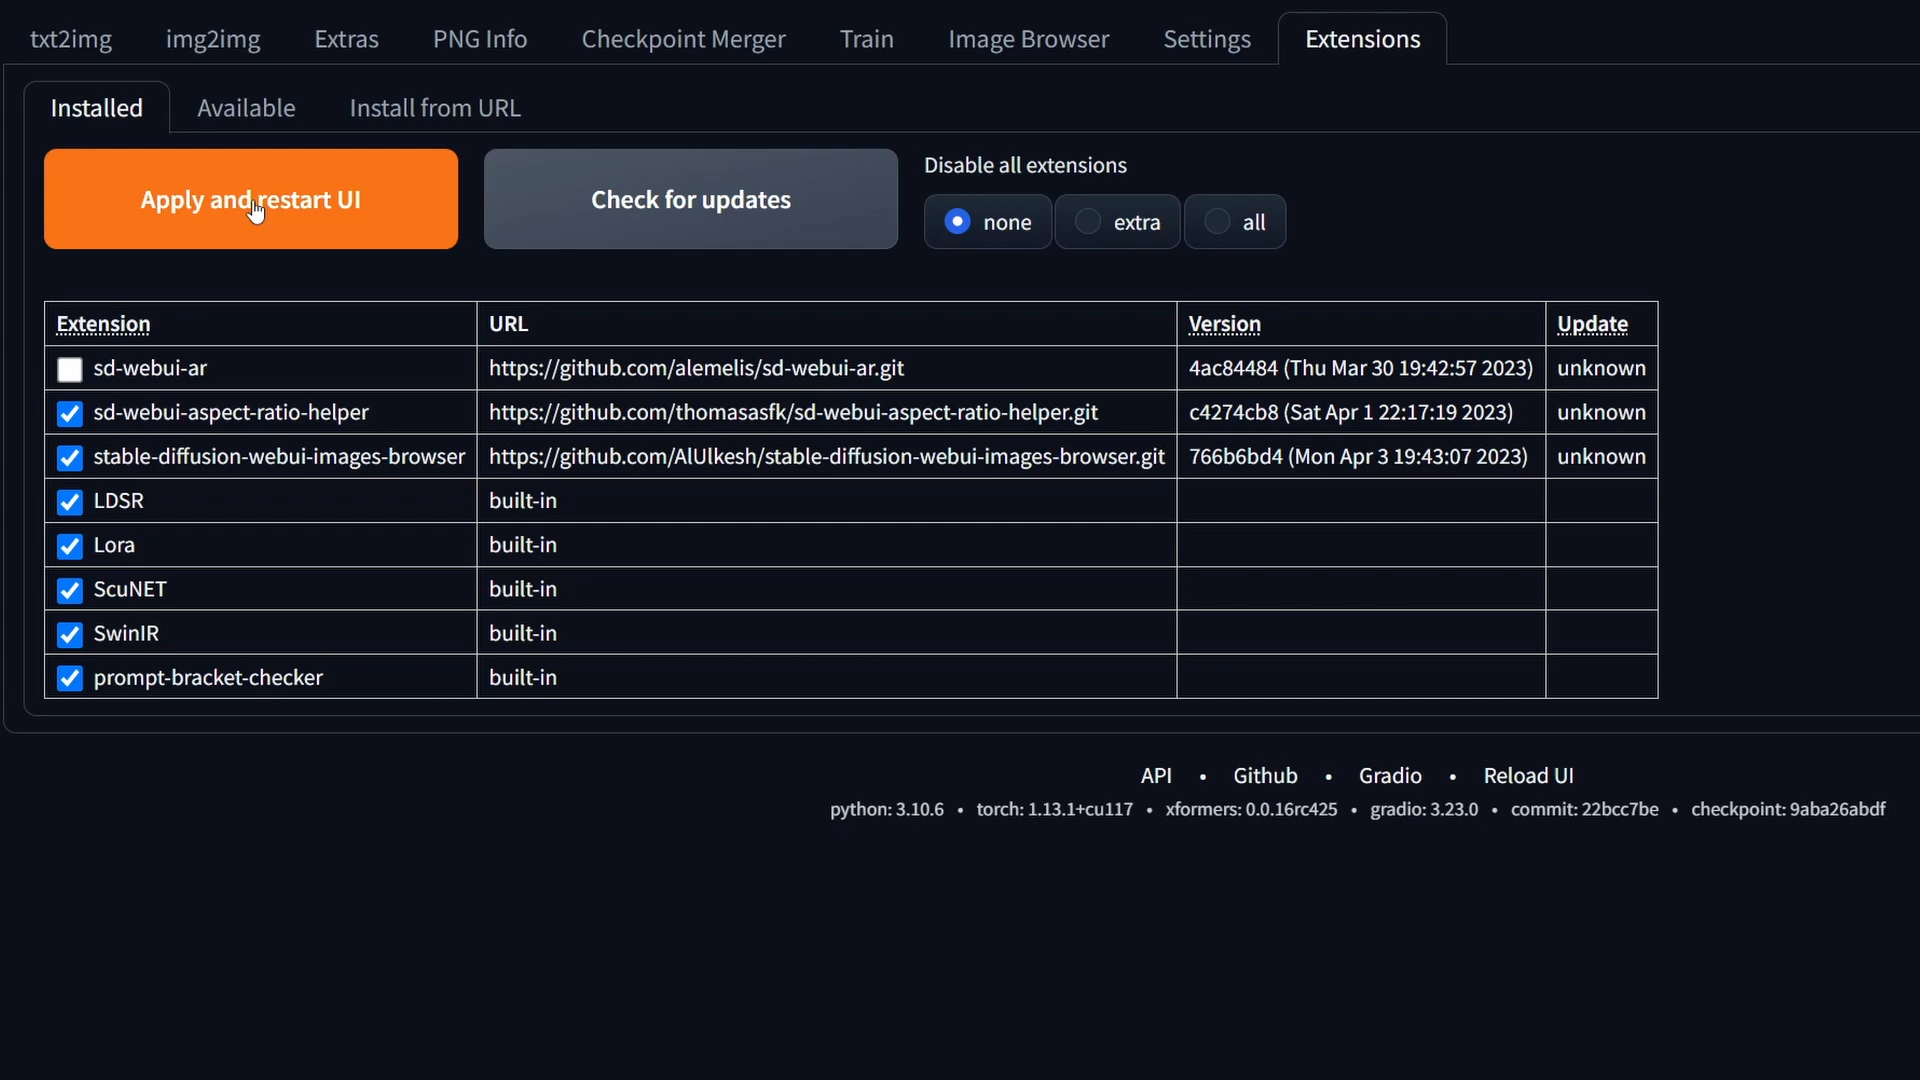 txt2img img2img Extras PNG Info Checkpoint Merger Train Image Browser Settings Extensions
Installed Available Install from URL
Apply and restart UI Check for updates
Disable all extensions
none extra all
Extension URL Version Update
sd-webui-ar https://github.com/alemelis/sd-webui-ar.git 4ac84484 (Thu Mar 30 19:42:57 2023) unknown
sd-webui-aspect-ratio-helper https://github.com/thomasasfk/sd-webui-aspect-ratio-helper.git c4274cb8 (Sat Apr 1 22:17:19 2023) unknown
stable-diffusion-webui-images-browser https://github.com/AlUlkesh/stable-diffusion-webui-images-browser.git 766b6bd4 (Mon Apr 3 19:43:07 2023) unknown
LDSR built-in
Lora built-in
ScuNET built-in
SwinIR built-in
prompt-bracket-checker built-in
API • Github • Gradio • Reload UI
python: 3.10.6 • torch: 1.13.1+cu117 • xformers: 0.0.16rc425 • gradio: 3.23.0 • commit: 22bcc7be • checkpoint: 9aba26abdf